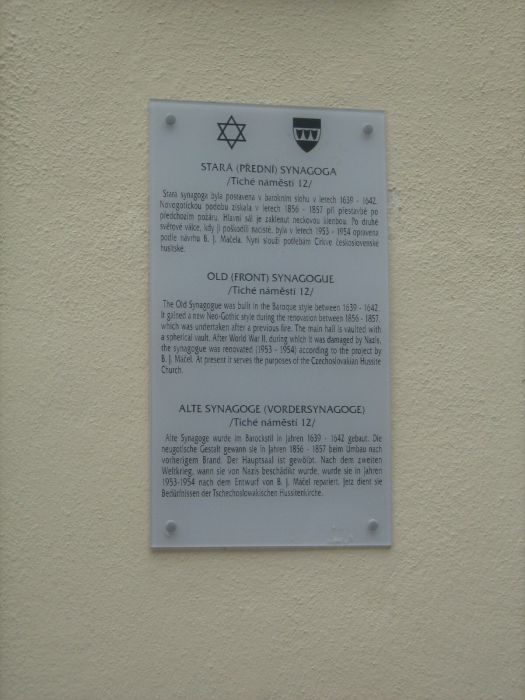 STARA (PŘEDNÍ) SYNAGOGA
/Tiché náměstí 12/
Stará synagoga byla postavena v barokním slohu v letech 1639 - 1642.
Novogotickou podobu získala v letech 1856 - 1857 při přestavbě po
předchozím požáru. Hlavní sál je zaklenut neckovou klenbou. Po druhé
světové válce, kdy ji poškodili nacisté, byla v letech 1953 - 1954 opravena
podle návrhu B. J. Máčela. Nyní slouží potřebám Církve československé
husitské.
OLD (FRONT) SYNAGOGUE
/Tiché náměstí 12/
The Old Synagogue was built in the Baroque style between 1639 - 1642.
It gained a new Neo-Gothic style during the renovation between 1856 - 1857,
which was undertaken after a previous fire. The main hall is vaulted with
a spherical vault. After World War II, during which it was damaged by Nazis,
the synagogue was renovated (1953 - 1954) according to the project by
B. J. Máčel. At present it serves the purposes of the Czechoslovakian Hussite
Church.
ALTE SYNAGOGE (VORDERSYNAGOGE)
/Tiché náměstí 12/
Alte Synagoge wurde im Barockstil in Jahren 1639 - 1642 gebaut. Die
neugotische Gestalt gewann sie in Jahren 1856 - 1857 beim Umbau nach
vorherigem Brand. Der Hauptsaal ist gewölbt. Nach dem zweiten
Weltkrieg, wann sie von Nazis beschädikt wurde, wurde sie in Jahren
1953-1954 nach dem Entwurf von B. J. Máčel repariert. Jetz dient sie
Bedürfnissen der Tschechoslowakischen Hussitenkirche.